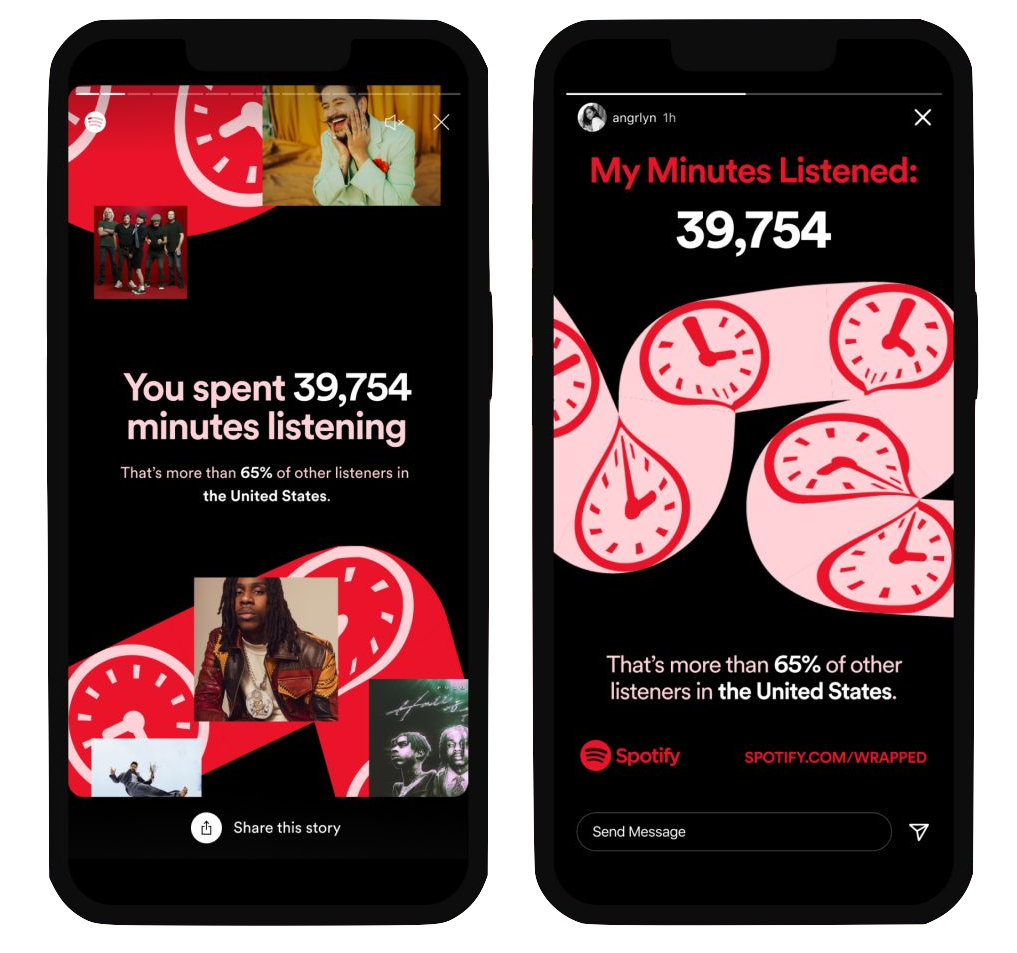 You spent 39,754
minutes listening
That's more than 65% of other listeners in
the United States.
Share this story
angrlyn 1h
My Minutes Listened:
39,754
That's more than 65% of other
listeners in the United States.
Spotify
SPOTIFY.COM/WRAPPED
Send Message